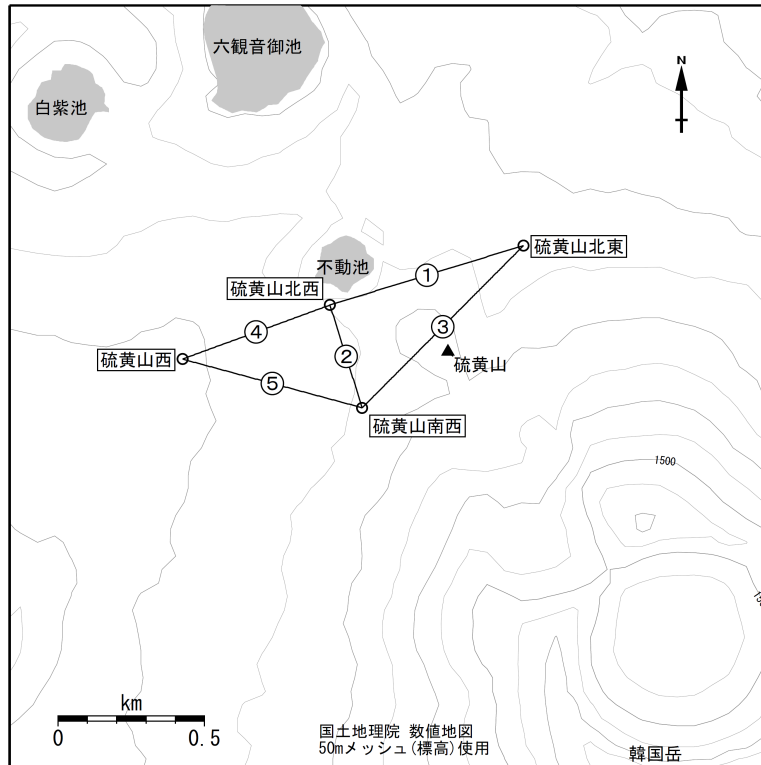 六観音御池
白紫池
N
硫黄山北東
不動池
①
硫黄山北西
③
④
硫黄山西
②
硫黄山
⑤
硫黄山南西
1500
km
0 0.5
国土地理院 数値地図
50mメッシュ(標高)使用
韓国岳